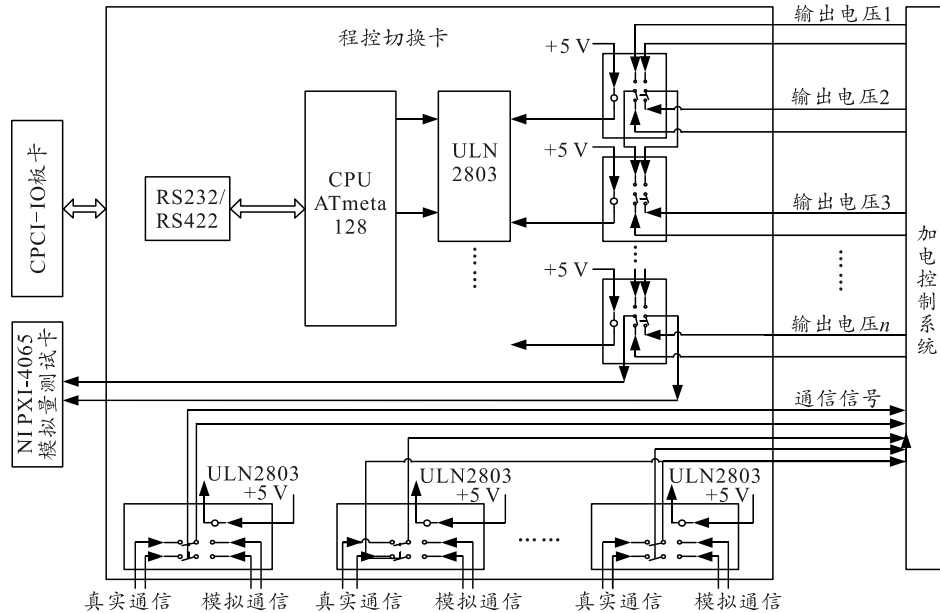 程控切换卡
输出电压1
+5 V
输出电压2
CPCI-IO板卡
RS232/
RS422
CPU
ATmeta
128
ULN
2803
+5 V
输出电压3
加电控制系统
+5 V
输出电压n
NIPXI-4065
模拟量测试卡
通信信号
ULN2803
+5 V
ULN2803
+5 V
ULN2803
+5 V
真实通信
模拟通信
真实通信
模拟通信
真实通信
模拟通信